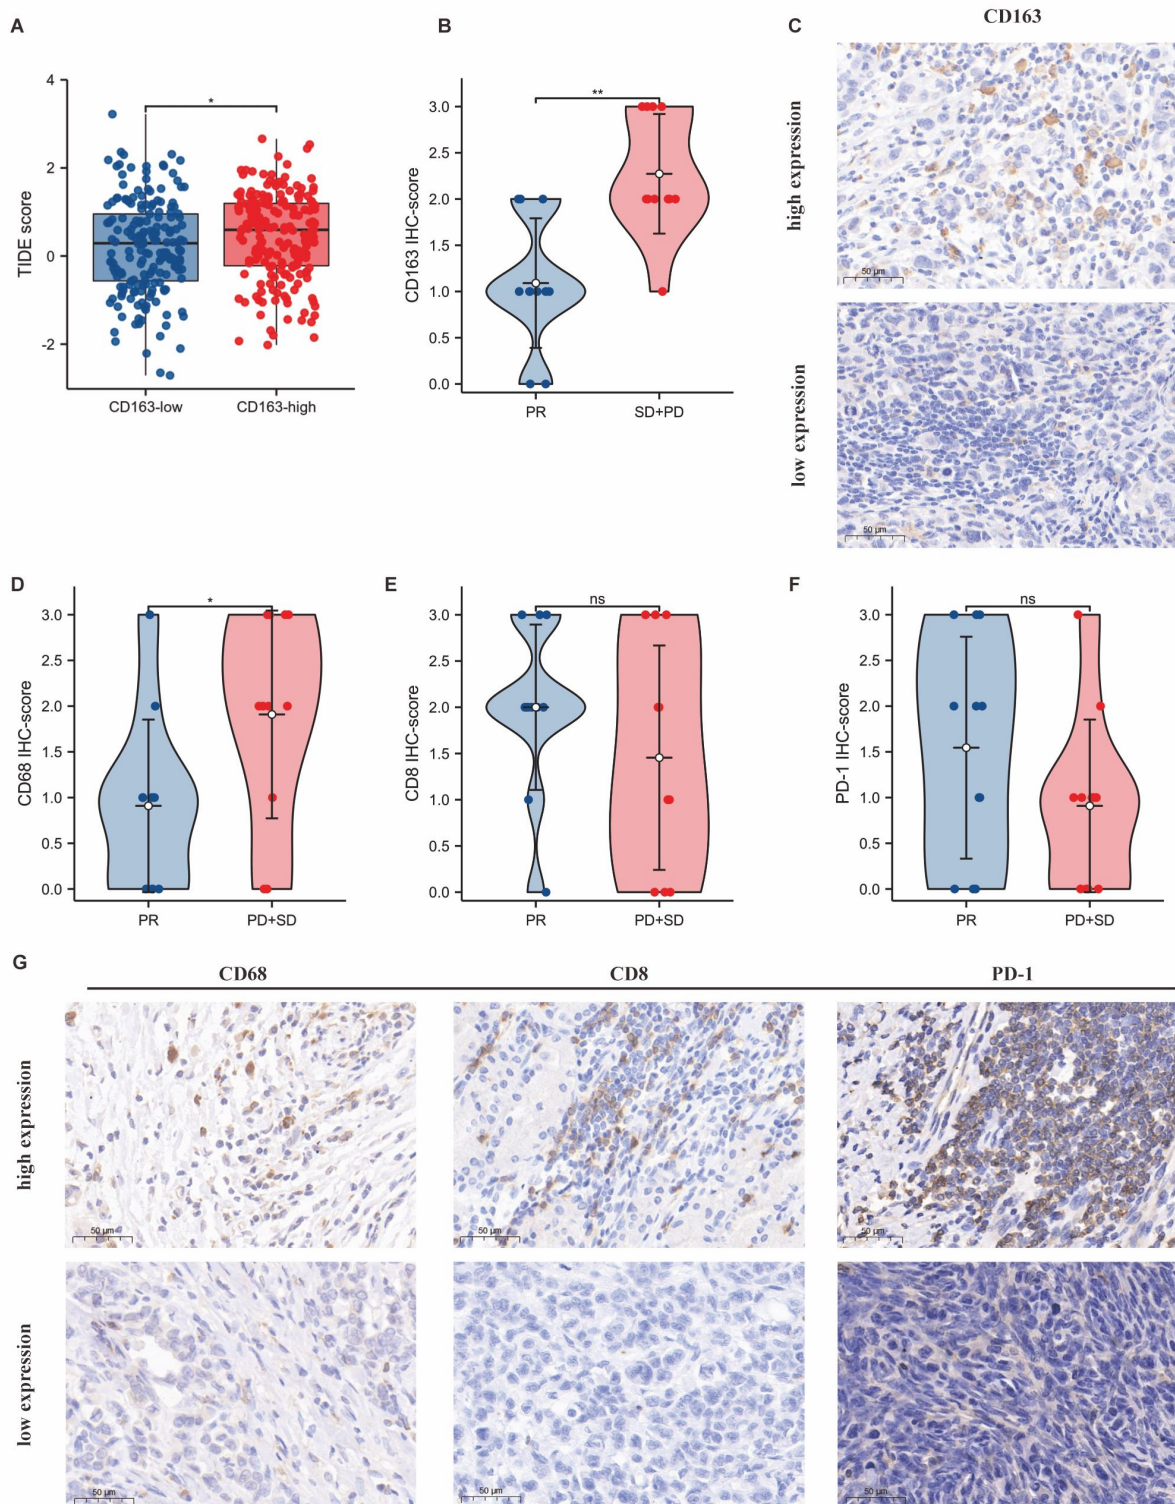 A
B
C
CD163
TIDE score
4
2
0
-2
*
CD163-low
CD163-high
CD163 IHC-score
3.0
2.5
2.0
1.5
1.0
0.5
0.0
**
PR
SD+PD
high expression
50 µm
low expression
50 µm
D
E
F
CD68 IHC-score
3.0
2.5
2.0
1.5
1.0
0.5
0.0
*
PR
PD+SD
CD8 IHC-score
3.0
2.5
2.0
1.5
1.0
0.5
0.0
ns
PR
PD+SD
PD-1 IHC-score
3.0
2.5
2.0
1.5
1.0
0.5
0.0
ns
PR
PD+SD
G
CD68
CD8
PD-1
high expression
50 µm
50 µm
50 µm
low expression
50 µm
50 µm
50 µm